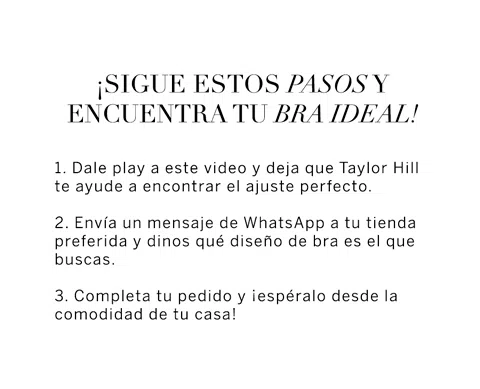 ¡SIGUE ESTOS PASOS Y
ENCUENTRA TU BRA IDEAL!
1. Dale play a este video y deja que Taylor Hill
te ayude a encontrar el ajuste perfecto.
2. Envía un mensaje de WhatsApp a tu tienda
preferida y dinos qué diseño de bra es el que
buscas.
3. Completa tu pedido y ¡espéralo desde la
comodidad de tu casa!